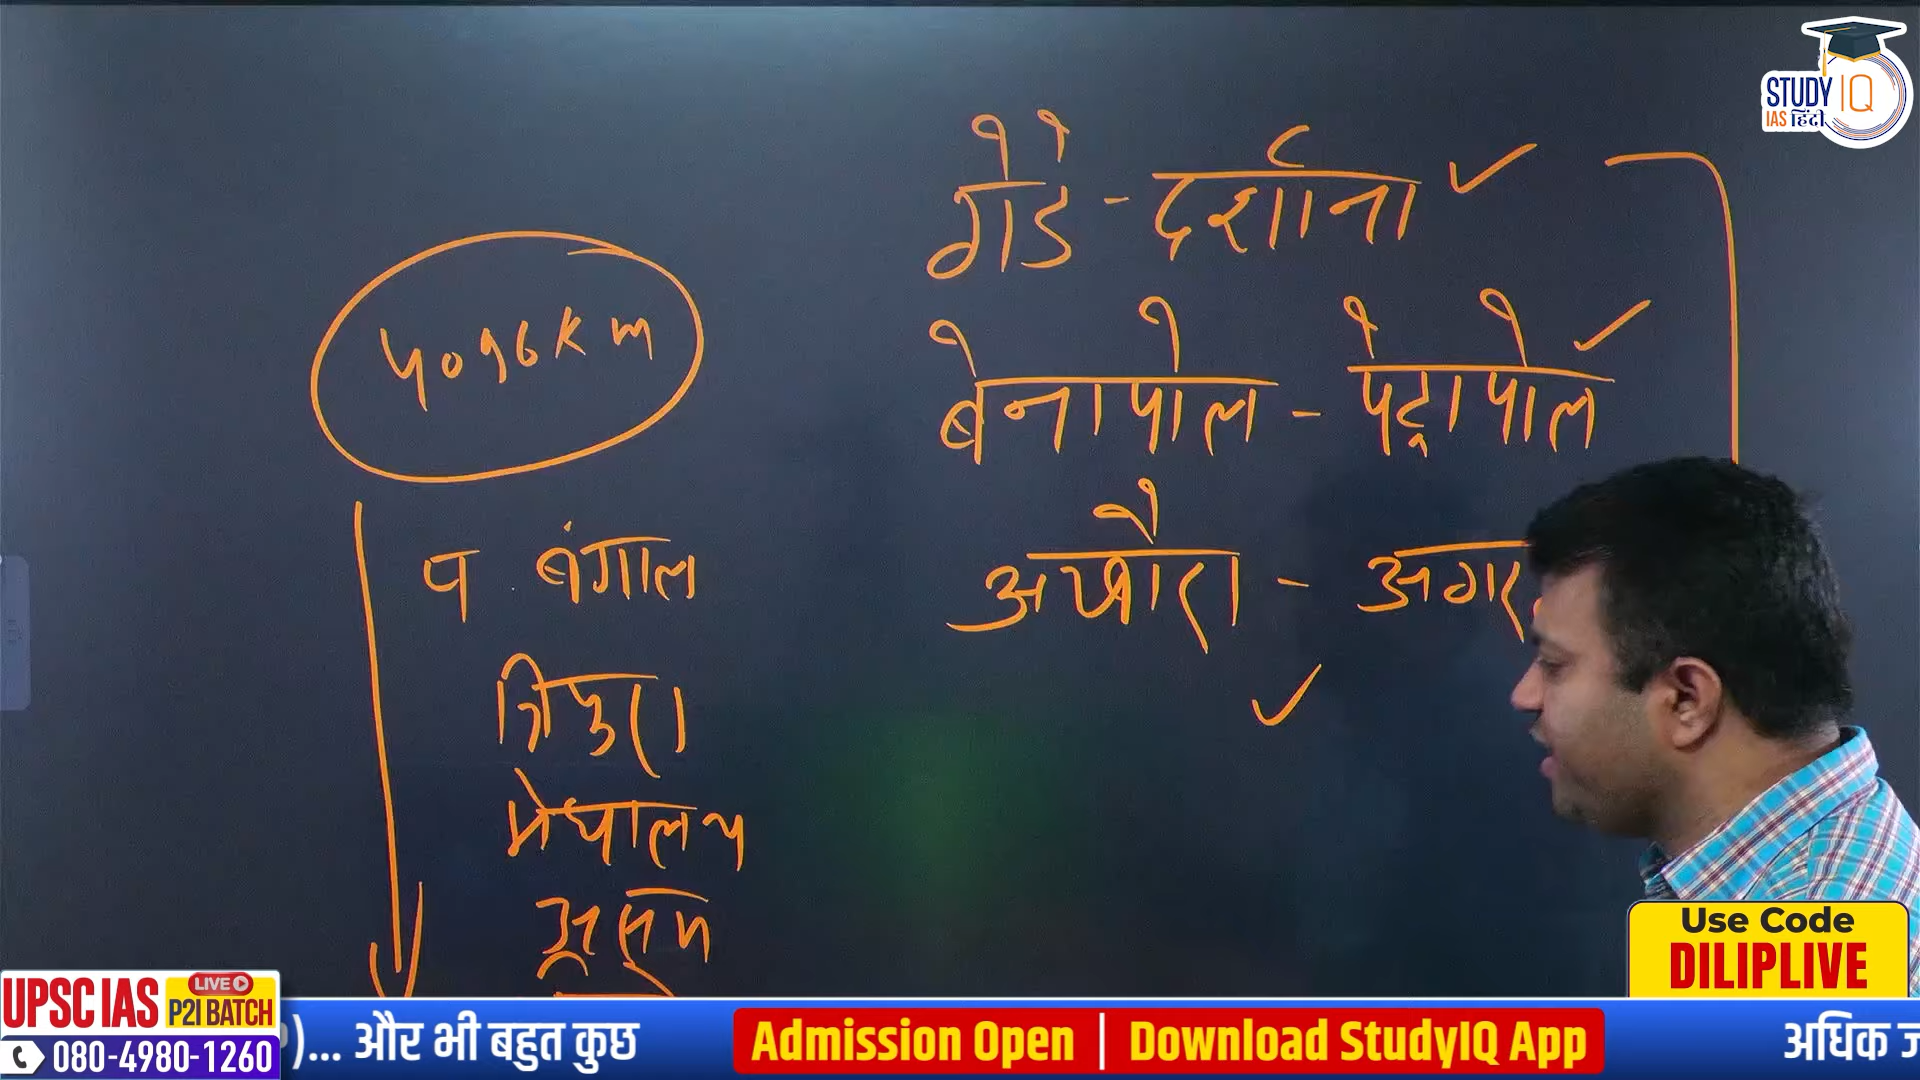 STUDY IQ
IAS हिंदी
गेदे - दर्शाना
4096 Km
बेनापोल - पेट्रापोल
अखौरा - अगर
प बंगाल
त्रिपुरा
मेघालय
असम
Use Code
DILIPLIVE
UPSC IAS
LIVE
P2I BATCH
080-4980-1260
)... और भी बहुत कुछ
Admission Open | Download StudyIQ App
अधिक